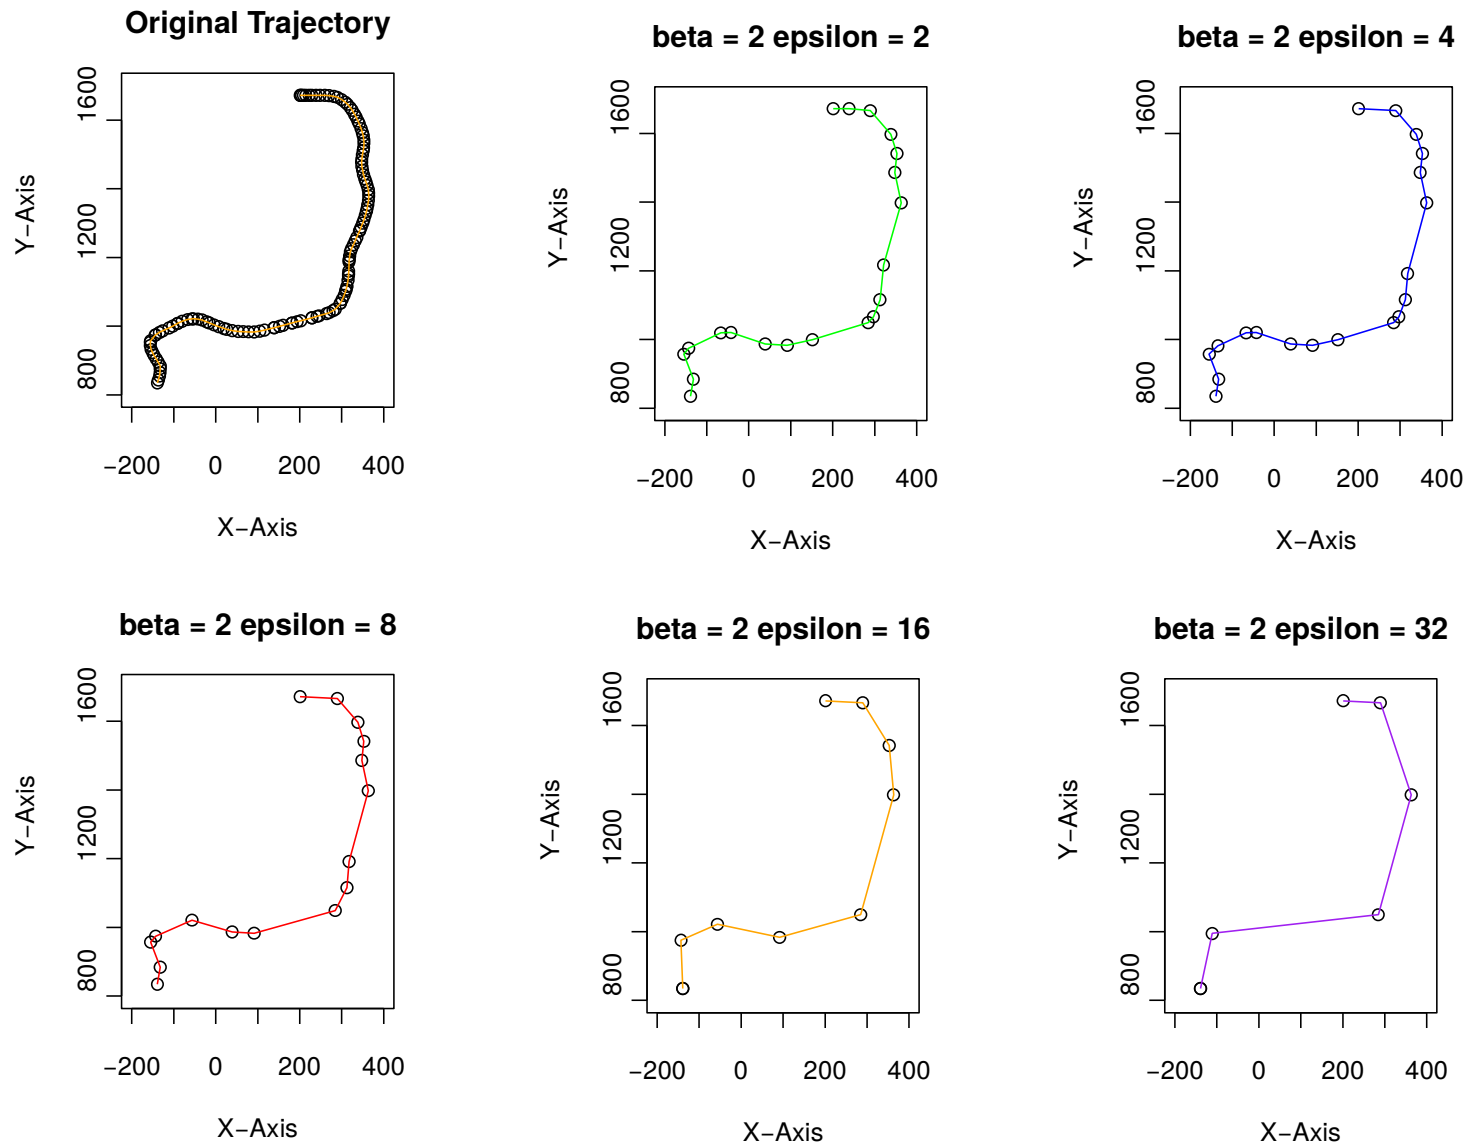 Original Trajectory
Y−Axis
800 1200 1600
−200 0 200 400
X−Axis
beta = 2 epsilon = 2
Y−Axis
800 1200 1600
−200 0 200 400
X−Axis
beta = 2 epsilon = 4
Y−Axis
800 1200 1600
−200 0 200 400
X−Axis
beta = 2 epsilon = 8
Y−Axis
800 1200 1600
−200 0 200 400
X−Axis
beta = 2 epsilon = 16
Y−Axis
800 1200 1600
−200 0 200 400
X−Axis
beta = 2 epsilon = 32
Y−Axis
800 1200 1600
−200 0 200 400
X−Axis